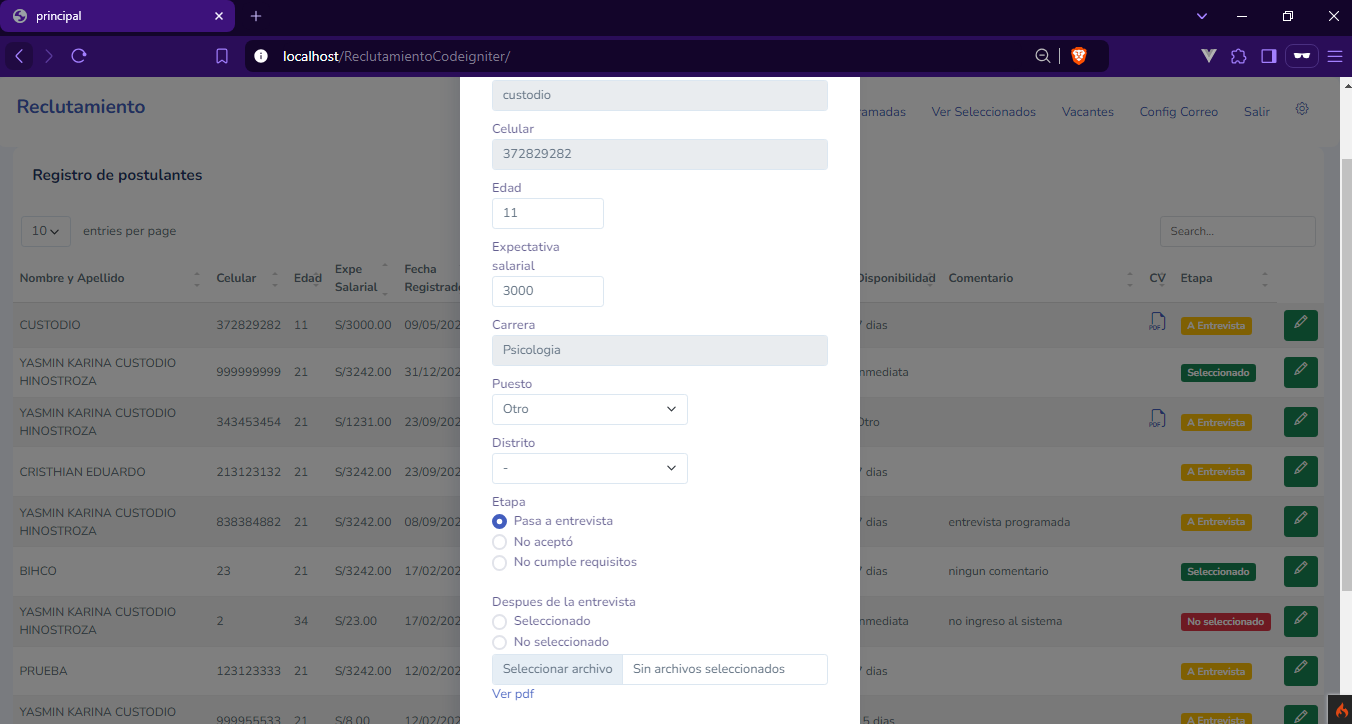 principal
localhost/ReclutamientoCodeigniter/
Reclutamiento
ramadas
Ver Seleccionados
Vacantes
Config Correo
Salir
Registro de postulantes
10
entries per page
Search...
Nombre y Apellido
Celular
Edad
Expe
Salarial
Fecha
Registrado
Disponibilidad
Comentario
CV
Etapa
CUSTODIO
372829282
11
S/3000.00
09/05/202
7 dias
PDF
A Entrevista
YASMIN KARINA CUSTODIO
HINOSTROZA
999999999
21
S/3242.00
31/12/202
nmediata
Seleccionado
YASMIN KARINA CUSTODIO
HINOSTROZA
343453454
21
S/1231.00
23/09/202
Otro
PDF
A Entrevista
CRISTHIAN EDUARDO
213123132
21
S/3242.00
23/09/202
7 dias
A Entrevista
YASMIN KARINA CUSTODIO
HINOSTROZA
838384882
21
S/3242.00
08/09/202
7 dias
entrevista programada
A Entrevista
BIHCO
23
21
S/3242.00
17/02/202
7 dias
ningun comentario
Seleccionado
YASMIN KARINA CUSTODIO
HINOSTROZA
2
34
S/23.00
17/02/202
nmediata
no ingreso al sistema
No seleccionado
PRUEBA
123123333
21
S/3242.00
12/02/202
7 dias
A Entrevista
YASMIN KARINA CUSTODIO
999955533
21
S/8.00
12/02/202
5 dias
A Entrevista
custodio
Celular
372829282
Edad
11
Expectativa
salarial
3000
Carrera
Psicologia
Puesto
Otro
Distrito
-
Etapa
Pasa a entrevista
No aceptó
No cumple requisitos
Despues de la entrevista
Seleccionado
No seleccionado
Seleccionar archivo
Sin archivos seleccionados
Ver pdf